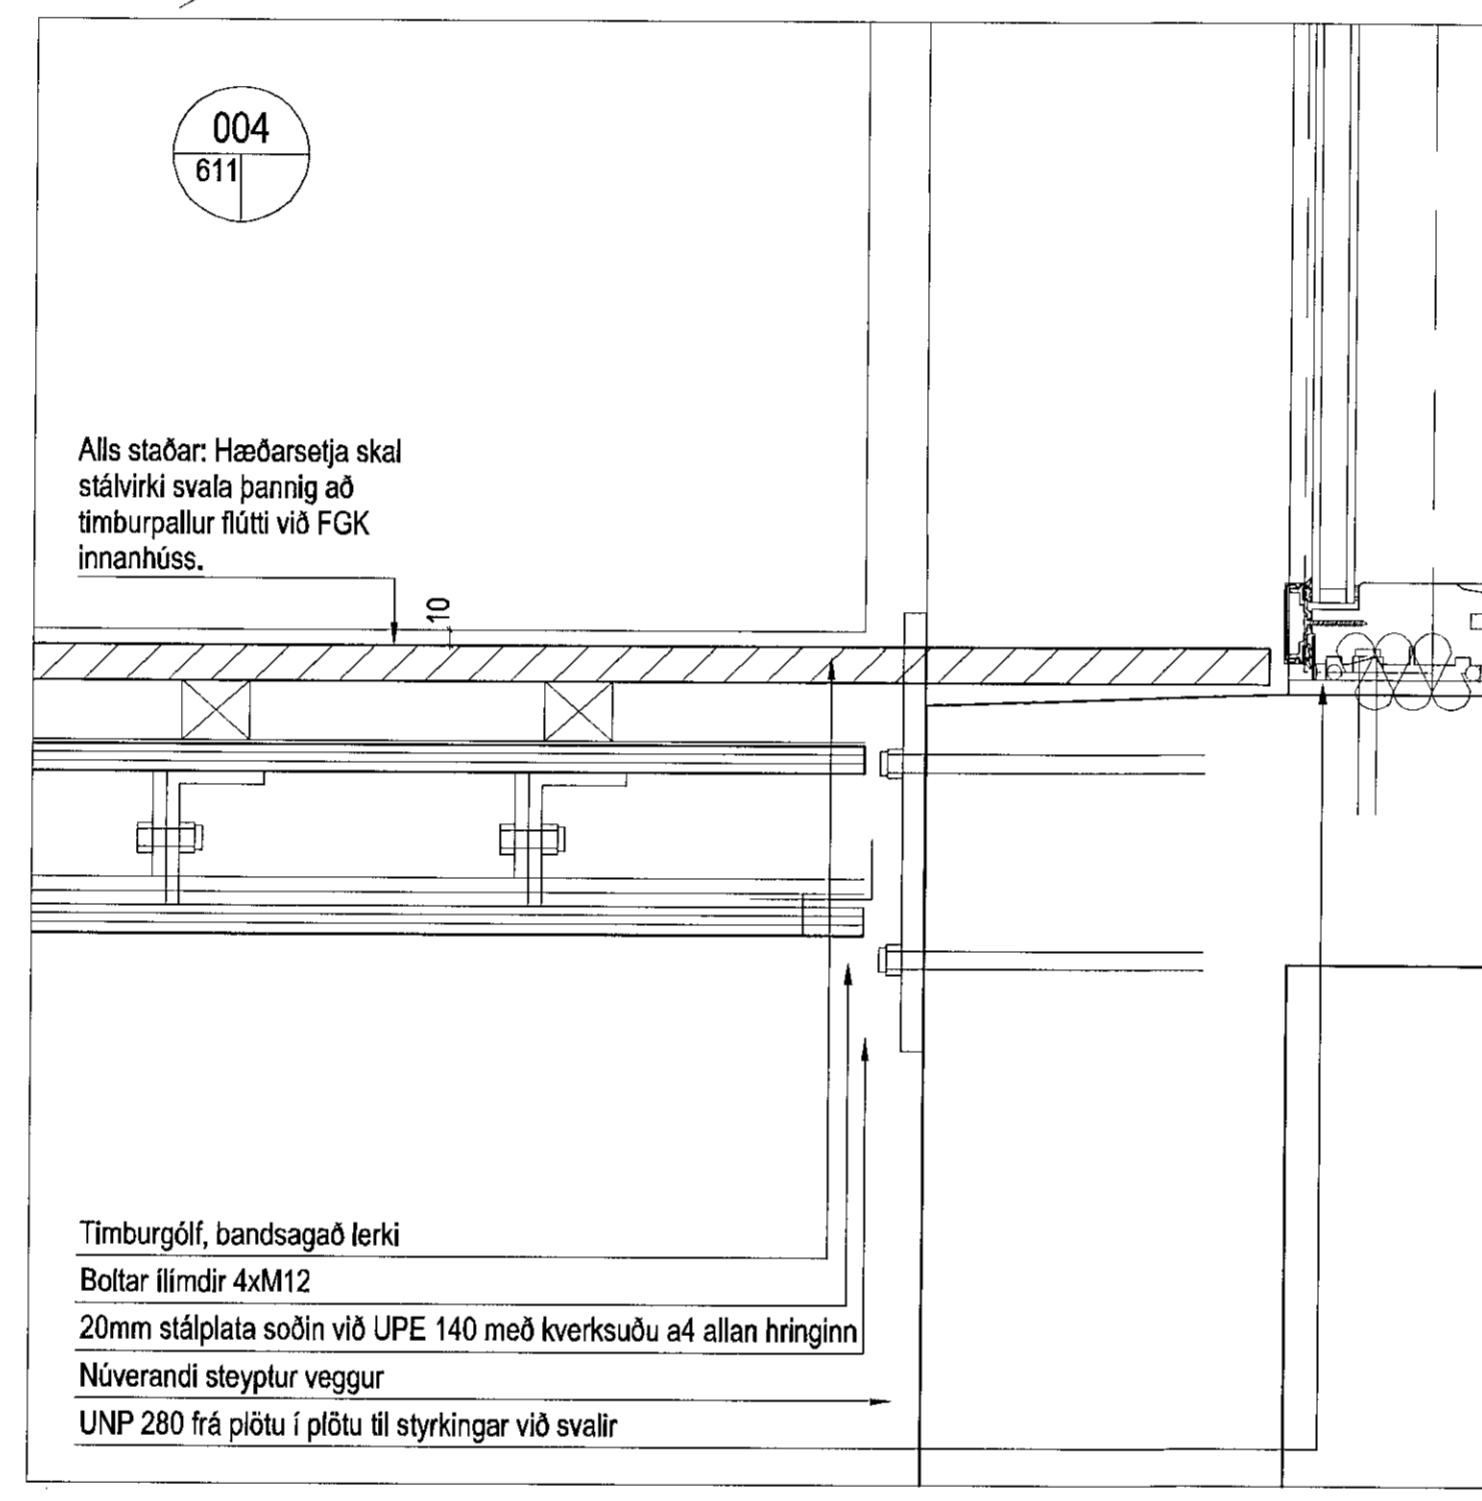 004
611
Alls staðar: Hæðarsetja skal
stálvirki svala þannig að
timburpallur flútti við FGK
innanhúss.
10
Timburgólf, bandsagað lerki
Boltar ílímdir 4xM12
20mm stálplata soðin við UPE 140 með kverksuðu a4 allan hringinn
Núverandi steyptur veggur
UNP 280 frá plötu í plötu til styrkingar við svalir